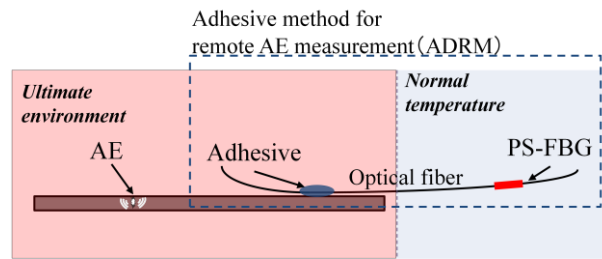 Adhesive method for
remote AE measurement(ADRM)
Ultimate
environment
Normal
temperature
AE
Adhesive
PS-FBG
Optical fiber